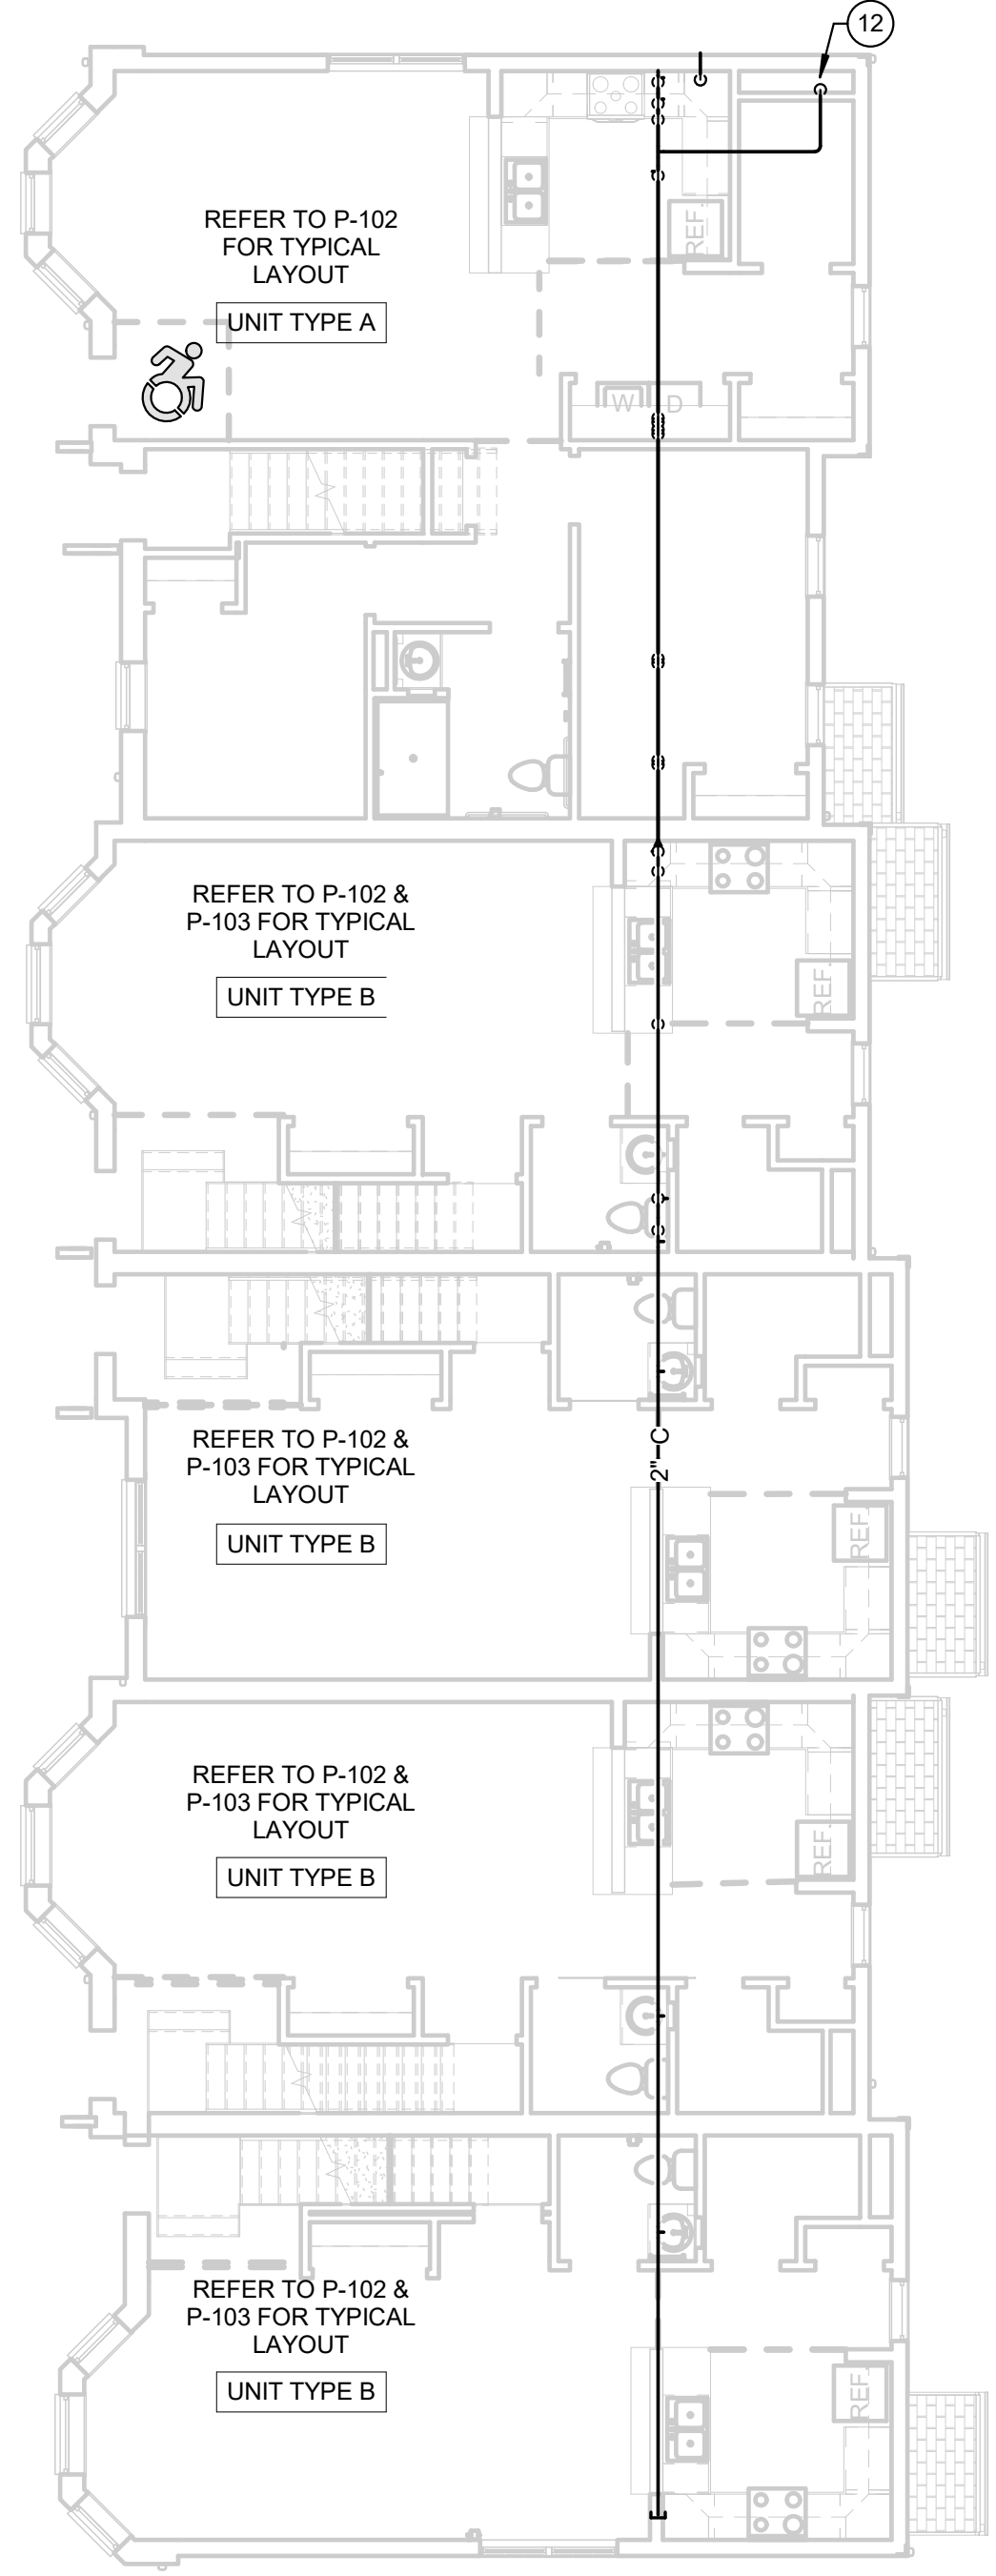 12
REFER TO P-102
FOR TYPICAL
LAYOUT
REF
UNIT TYPE A
W D
REFER TO P-102 &
P-103 FOR TYPICAL
LAYOUT
REF
UNIT TYPE B
2" C
REFER TO P-102 &
P-103 FOR TYPICAL
LAYOUT
REF
UNIT TYPE B
REFER TO P-102 &
P-103 FOR TYPICAL
LAYOUT
REF
UNIT TYPE B
REFER TO P-102 &
P-103 FOR TYPICAL
LAYOUT
REF
UNIT TYPE B